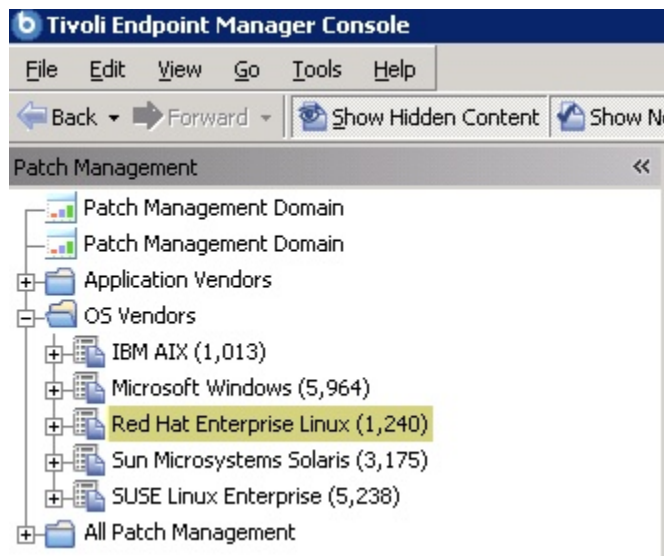 Tivoli Endpoint Manager Console
File Edit View Go Tools Help
Back Forward Show Hidden Content Show N
Patch Management
Patch Management Domain
Patch Management Domain
Application Vendors
OS Vendors
IBM AIX (1,013)
Microsoft Windows (5,964)
Red Hat Enterprise Linux (1,240)
Sun Microsystems Solaris (3,175)
SUSE Linux Enterprise (5,238)
All Patch Management